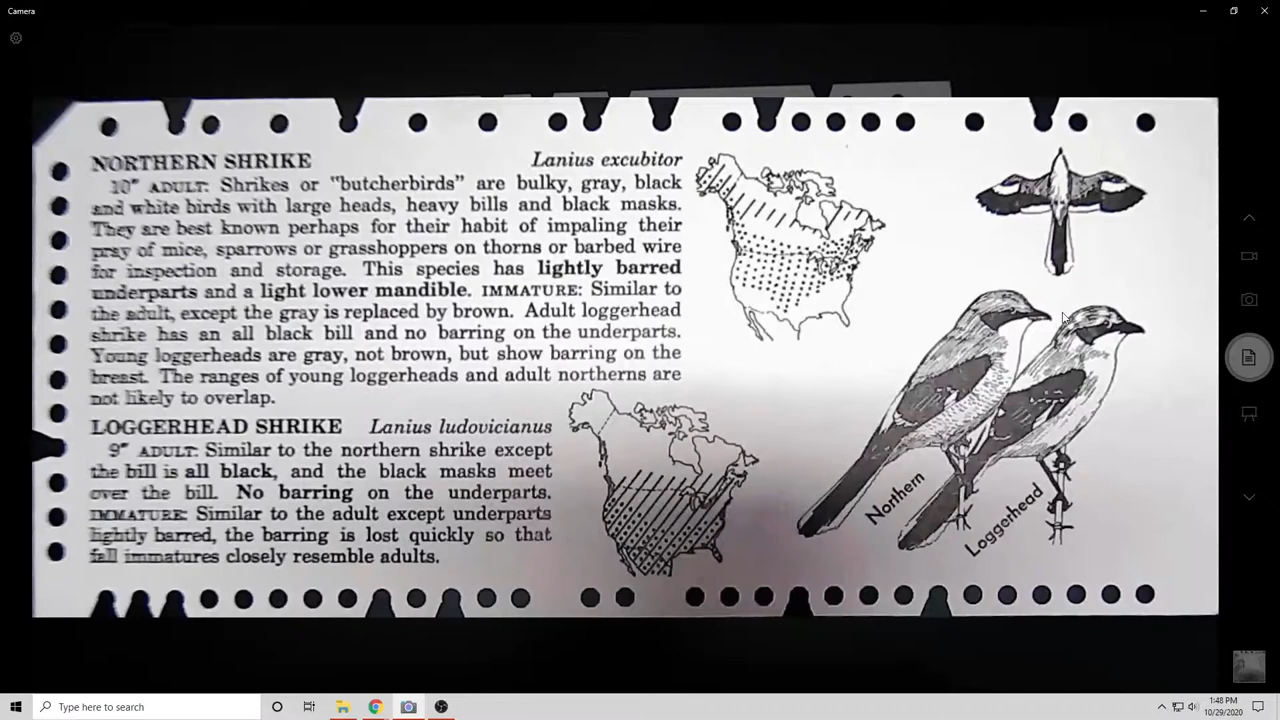 Camera
NORTHERN SHRIKE Lanius excubitor
10" ADULT: Shrikes or "butcherbirds" are bulky, gray, black
and white birds with large heads, heavy bills and black masks.
They are best known perhaps for their habit of impaling their
pray of mice, sparrows or grasshoppers on thorns or barbed wire
for inspection and storage. This species has lightly barred
underparts and a light lower mandible. IMMATURE: Similar to
the adult, except the gray is replaced by brown. Adult loggerhead
shrike has an all black bill and no barring on the underparts.
Young loggerheads are gray, not brown, but show barring on the
breast. The ranges of young loggerheads and adult northerns are
not likely to overlap.
LOGGERHEAD SHRIKE Lanius ludovicianus
9" ADULT: Similar to the northern shrike except
the bill is all black, and the black masks meet
over the bill. No barring on the underparts.
IMMATURE: Similar to the adult except underparts
lightly barred, the barring is lost quickly so that
fall immatures closely resemble adults.
Northern
Loggerhead
Type here to search
1:48 PM
10/29/2020